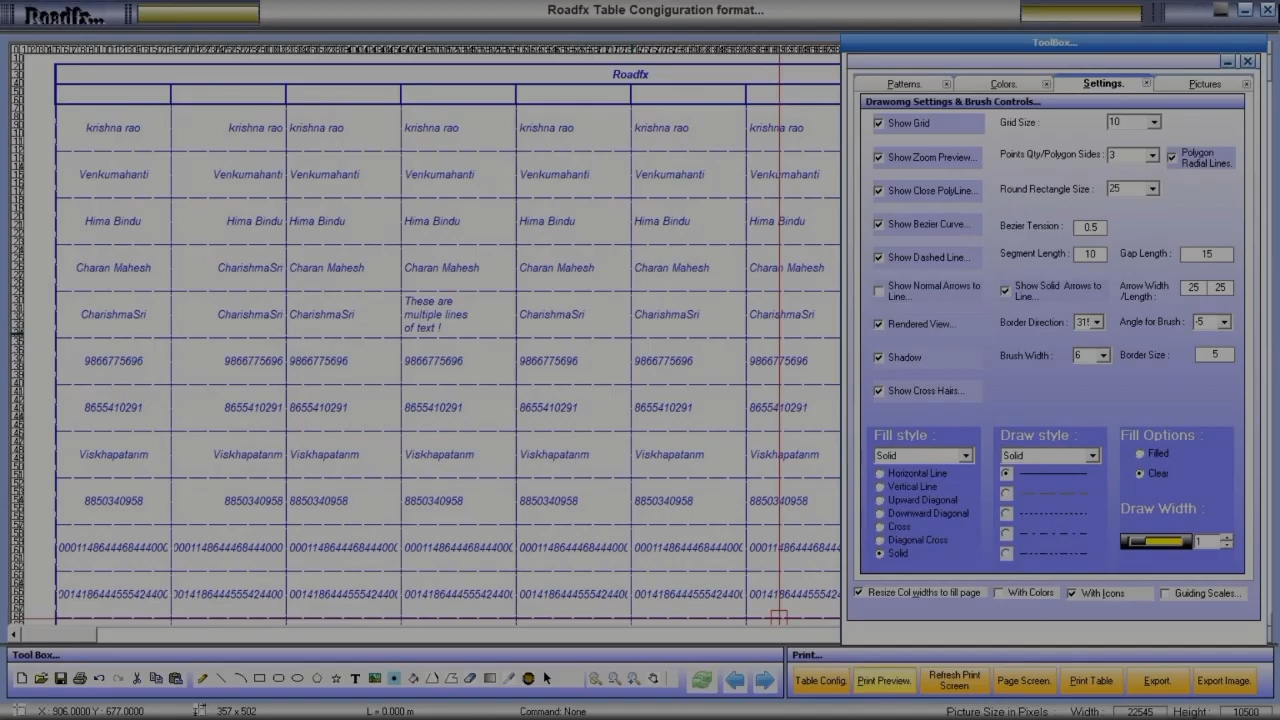 Roadfx...
Roadfx Table Congiguration format...
ToolBox...
Roadfx
krishna rao krishna rao krishna rao krishna rao krishna rao krishna rao krishna rao
Venkumahanti Venkumahanti Venkumahanti Venkumahanti Venkumahanti Venkumahanti Venkumahanti
Hima Bindu Hima Bindu Hima Bindu Hima Bindu Hima Bindu Hima Bindu Hima Bindu
Charan Mahesh CharishmaSri Charan Mahesh Charan Mahesh Charan Mahesh Charan Mahesh Charan Mahesh
CharishmaSri CharishmaSri CharishmaSri These are
multiple lines
of text ! CharishmaSri CharishmaSri CharishmaSri
9866775696 9866775696 9866775696 9866775696 9866775696 9866775696 9866775696
8655410291 8655410291 8655410291 8655410291 8655410291 8655410291 8655410291
Viskhapatanm Viskhapatanm Viskhapatanm Viskhapatanm Viskhapatanm Viskhapatanm Viskhapatanm
8850340958 8850340958 8850340958 8850340958 8850340958 8850340958 8850340958
Patterns. Colors. Settings. Pictures
Drawomg Settings & Brush Controls...
Show Grid Grid Size : 10
Show Zoom Preview... Points Qty/Polygon Sides : 3 Polygon
Radial Lines.
Show Close PolyLine... Round Rectangle Size : 25
Show Bezier Curve... Bezier Tension : 0.5
Show Dashed Line... Segment Length : 10 Gap Length : 15
Show Normal Arrows to
Line... Show Solid Arrows to
Line... Arrow Width
/Length : 25 25
Rendered View... Border Direction : 315 Angle for Brush : -5
Shadow Brush Width : 6 Border Size : 5
Show Cross Hairs...
Fill style : Draw style : Fill Options :
Solid Solid Filled
Horizontal Line Clear
Vertical Line
Upward Diagonal
Downward Diagonal Draw Width :
Cross
Diagonal Cross 1
Solid
Resize Col widths to fill page With Colors With Icons Guiding Scales...
Tool Box... Print...
Table Config. Print Preview. Refresh Print
Screen Page Screen. Print Table Export. Export Image.
X : 906.0000 Y : 677.0000 357 x 502 L = 0.000 m Command: None Picture Size in Pixels : Width : 22545 Height : 10500